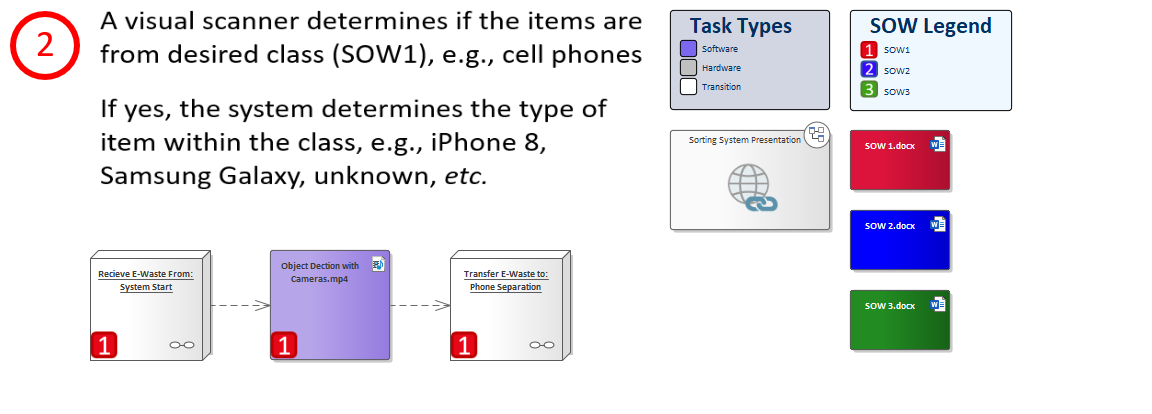 2
A visual scanner determines if the items are
from desired class (SOW1), e.g., cell phones
If yes, the system determines the type of
item within the class, e.g., iPhone 8,
Samsung Galaxy, unknown, etc.
Task Types
Software
Hardware
Transition
SOW Legend
1 SOW1
2 SOW2
3 SOW3
Sorting System Presentation
SOW 1.docx
SOW 2.docx
SOW 3.docx
Recieve E-Waste From:
System Start
1
Object Dection with
Cameras.mp4
1
Transfer E-Waste to:
Phone Separation
1